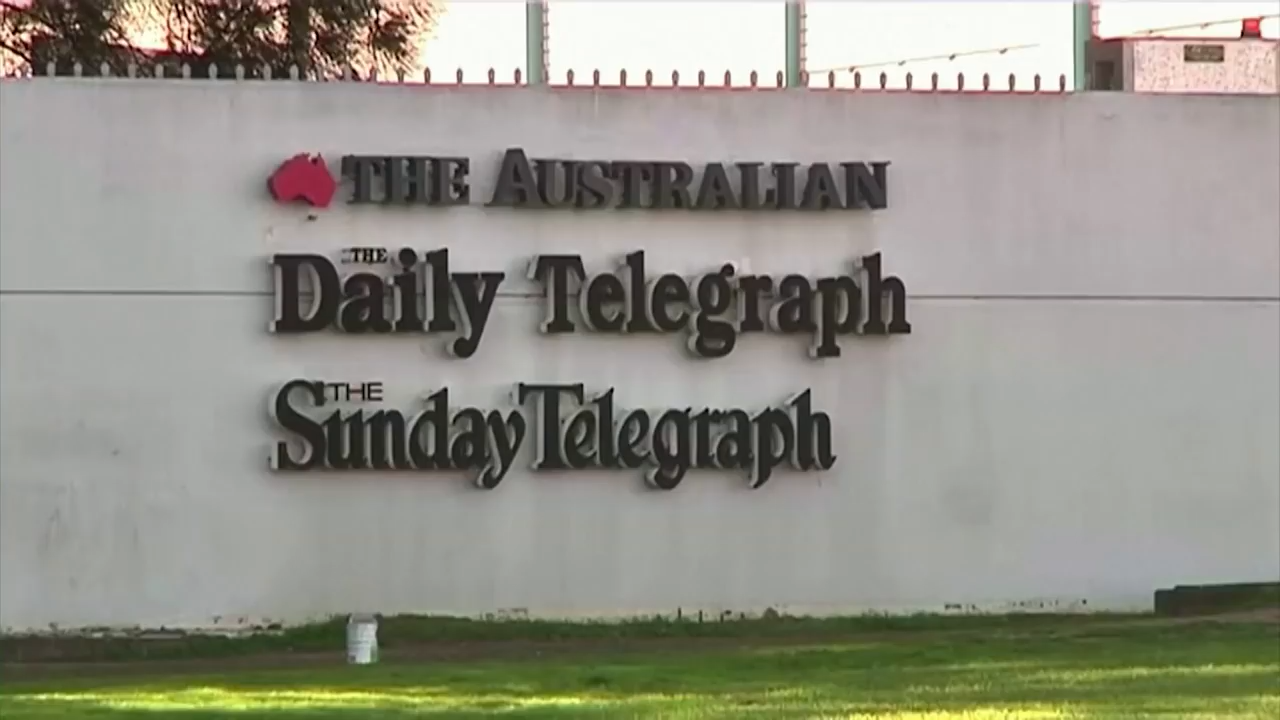 THE AUSTRALIAN
THE
Daily Telegraph
THE
Sunday Telegraph